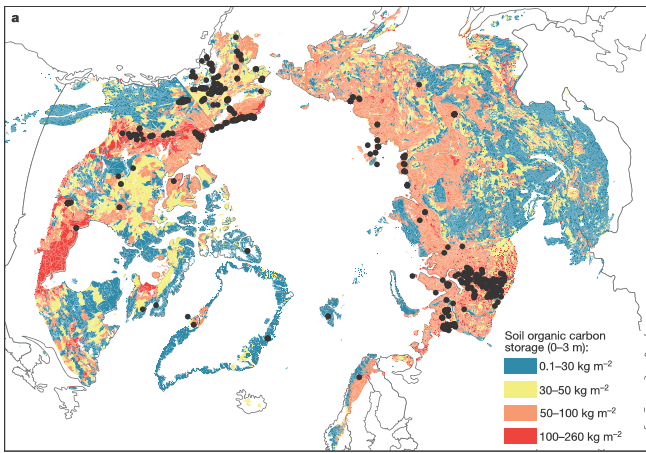 a
Soil organic carbon
storage (0–3 m):
0.1–30 kg m⁻²
30–50 kg m⁻²
50–100 kg m⁻²
100–260 kg m⁻²